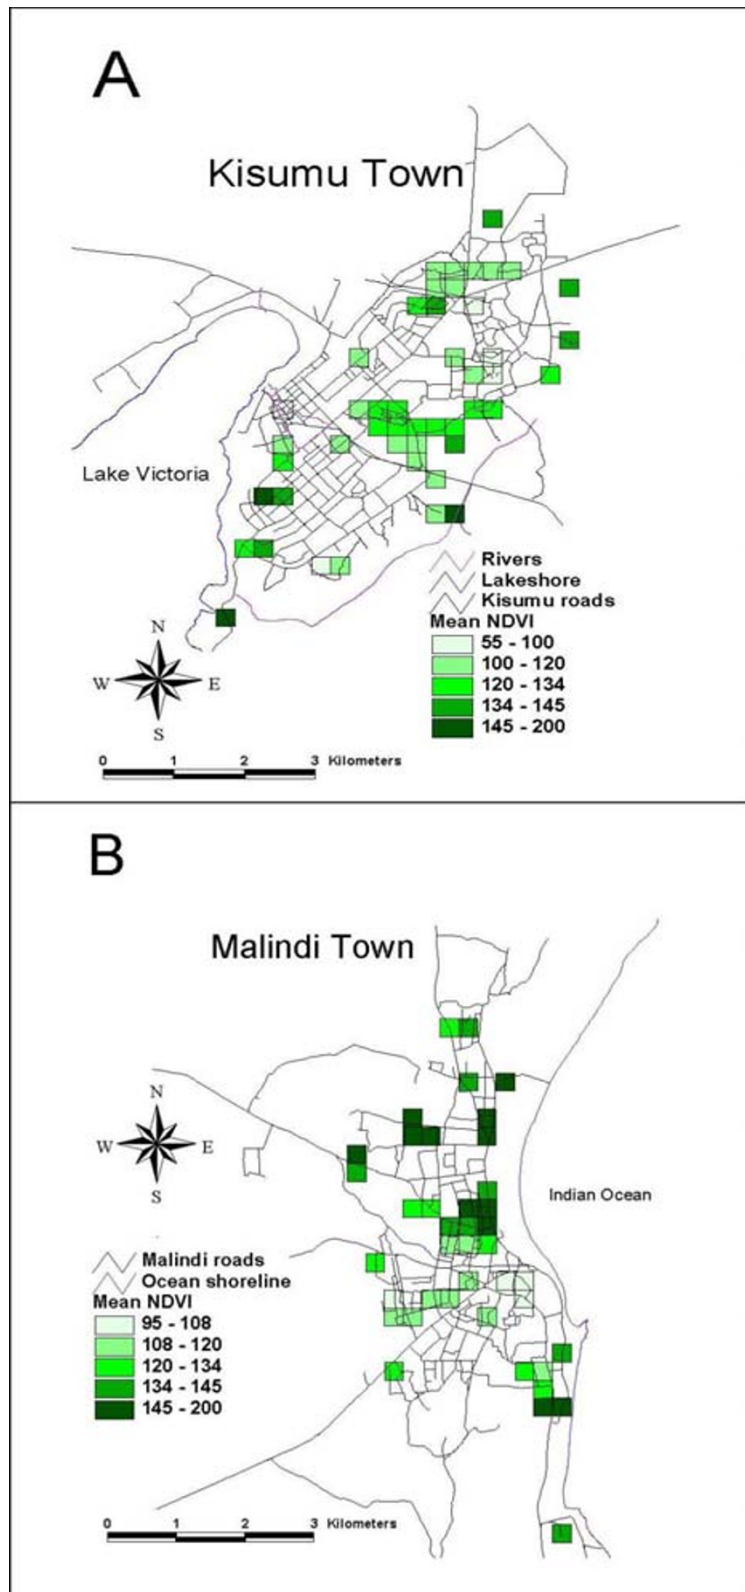 A
Kisumu Town
Lake Victoria
Rivers
Lakeshore
Kisumu roads
Mean NDVI
55 - 100
100 - 120
120 - 134
134 - 145
145 - 200
N
W E
S
0 1 2 3 Kilometers
B
Malindi Town
N
W E
S
Indian Ocean
Malindi roads
Ocean shoreline
Mean NDVI
95 - 108
108 - 120
120 - 134
134 - 145
145 - 200
0 1 2 3 Kilometers